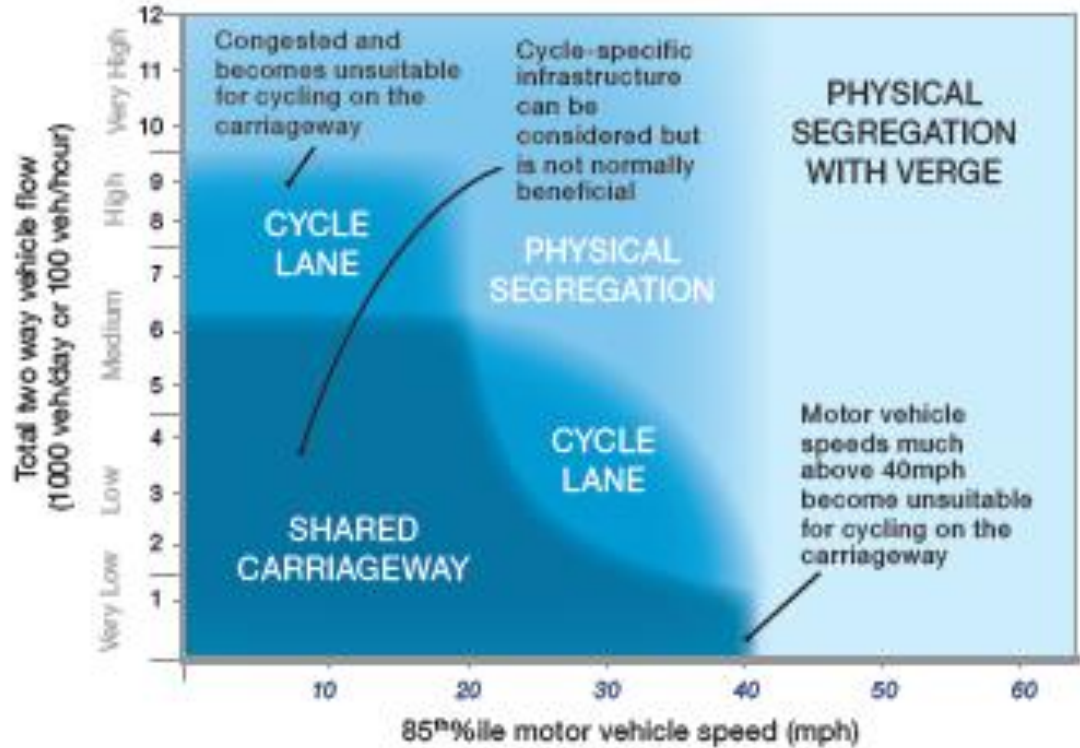 Total two way vehicle flow
(1000 veh/day or 100 veh/hour)
Very High
High
Medium
Low
Very Low
12
11
10
9
8
7
6
5
4
3
2
1
Congested and
becomes unsuitable
for cycling on the
carriageway
Cycle-specific
infrastructure
can be
considered but
is not normally
beneficial
PHYSICAL
SEGREGATION
WITH VERGE
CYCLE
LANE
PHYSICAL
SEGREGATION
CYCLE
LANE
Motor vehicle
speeds much
above 40mph
become unsuitable
for cycling on the
carriageway
SHARED
CARRIAGEWAY
10
20
30
40
50
60
85th%ile motor vehicle speed (mph)